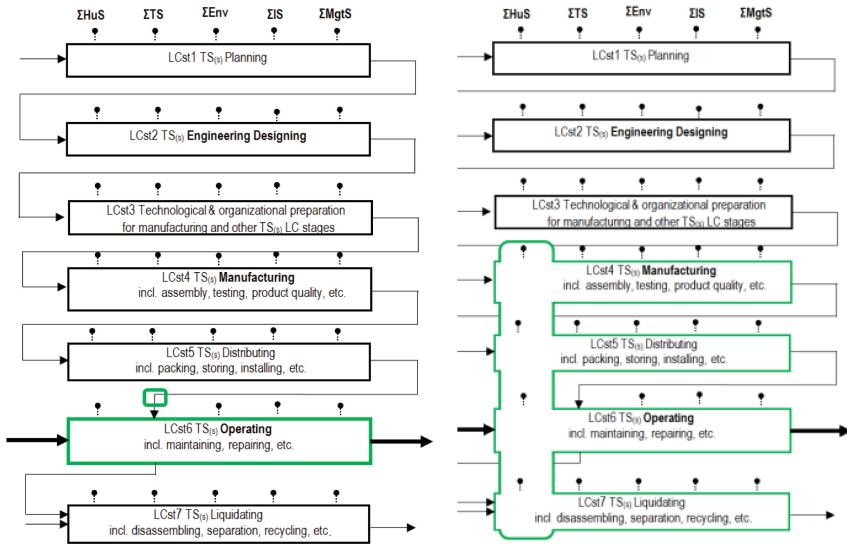 ΣHuS ΣTS ΣEnv ΣIS ΣMgtS
LCst1 TS(s) Planning
LCst2 TS(s) Engineering Designing
LCst3 Technological & organizational preparation
for manufacturing and other TS(s) LC stages
LCst4 TS(s) Manufacturing
incl. assembly, testing, product quality, etc.
LCst5 TS(s) Distributing
incl. packing, storing, installing, etc.
LCst6 TS(s) Operating
incl. maintaining, repairing, etc.
LCst7 TS(s) Liquidating
incl. disassembling, separation, recycling, etc.
ΣHuS ΣTS ΣEnv ΣIS ΣMgtS
LCst1 TS(s) Planning
LCst2 TS(s) Engineering Designing
LCst3 Technological & organizational preparation
for manufacturing and other TS(s) LC stages
LCst4 TS(s) Manufacturing
incl. assembly, testing, product quality, etc.
LCst5 TS(s) Distributing
incl. packing, storing, installing, etc.
LCst6 TS(s) Operating
incl. maintaining, repairing, etc.
LCst7 TS(s) Liquidating
incl. disassembling, separation, recycling, etc.